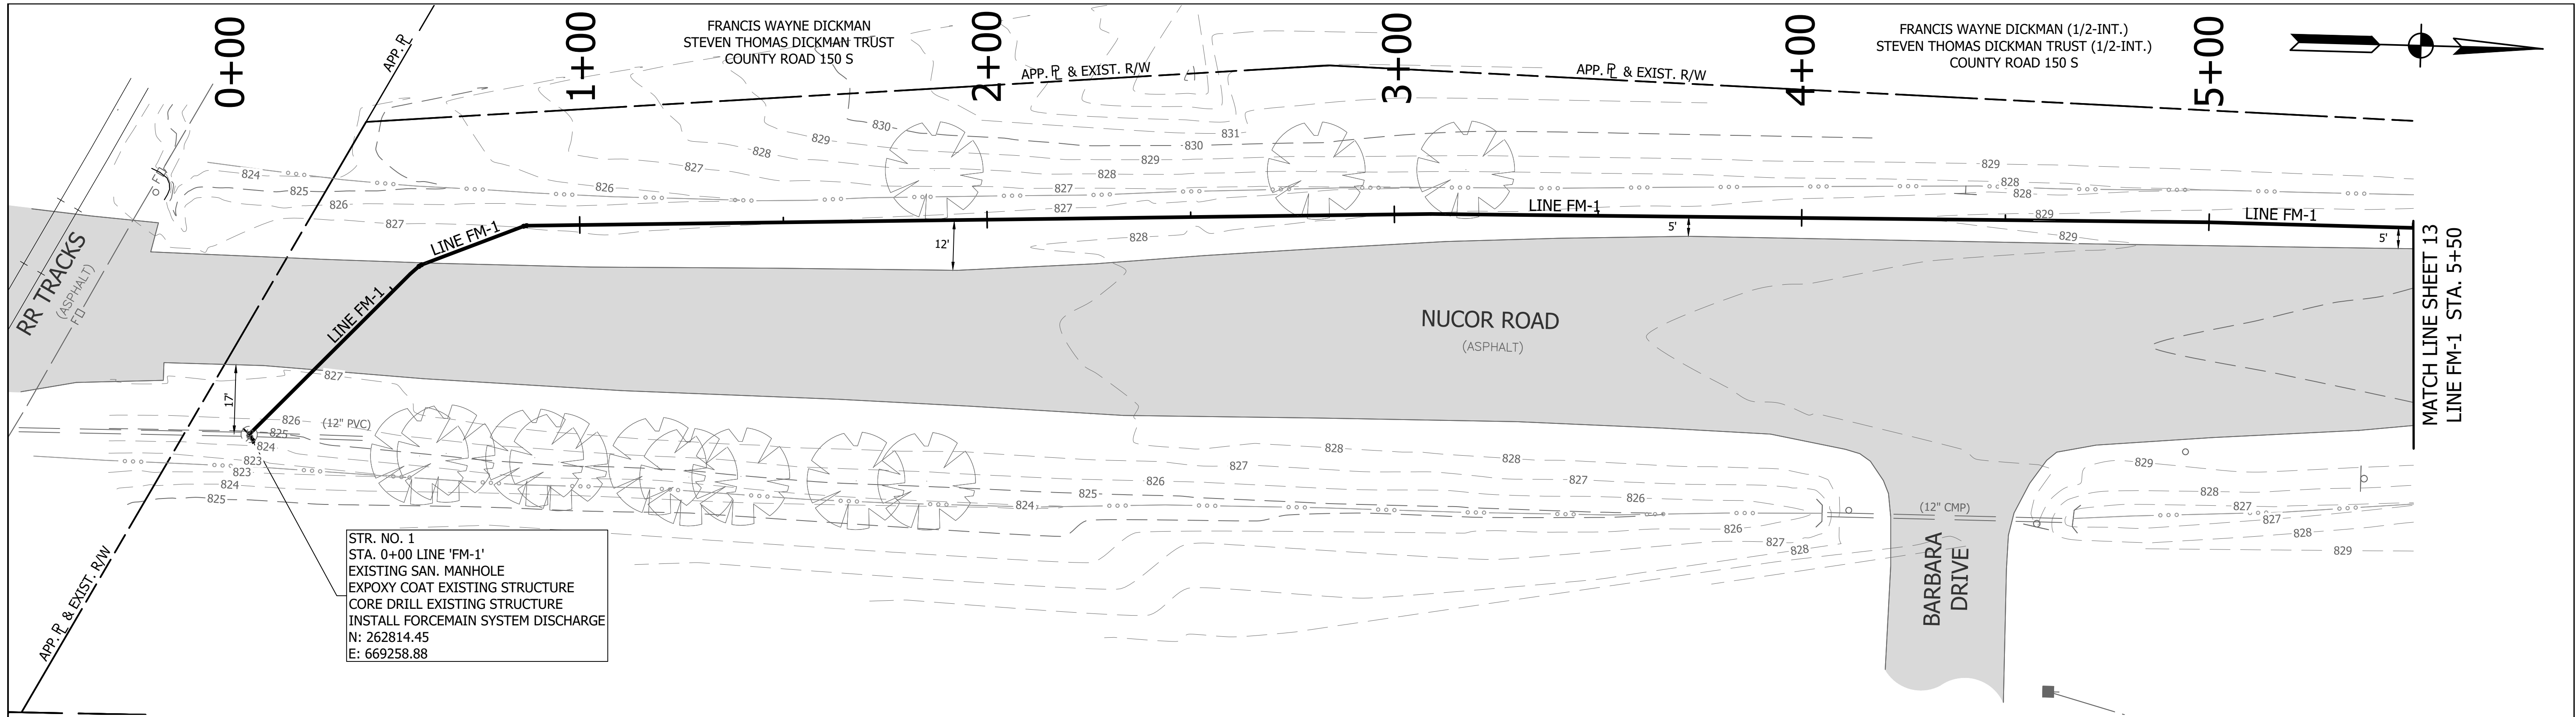 0+00
1+00
2+00
3+00
4+00
5+00
FRANCIS WAYNE DICKMAN
STEVEN THOMAS DICKMAN TRUST
COUNTY ROAD 150 S
FRANCIS WAYNE DICKMAN (1/2-INT.)
STEVEN THOMAS DICKMAN TRUST (1/2-INT.)
COUNTY ROAD 150 S
APP. PL
APP. PL & EXIST. R/W
APP. PL & EXIST. R/W
830
831
830
829
829
829
828
828
828
828
827
827
827
826
824
825
826
827
827
LINE FM-1
LINE FM-1
LINE FM-1
LINE FM-1
829
829
828
12'
5'
5'
RR TRACKS
(ASPHALT)
NUCOR ROAD
(ASPHALT)
MATCH LINE SHEET 13
LINE FM-1 STA. 5+50
17'
827
826
(12" PVC)
825
824
823
823
824
825
828
828
827
827
826
826
825
824
826
827
828
(12" CMP)
829
828
827
827
828
829
BARBARA
DRIVE
APP. PL & EXIST. R/W
STR. NO. 1
STA. 0+00 LINE 'FM-1'
EXISTING SAN. MANHOLE
EXPOXY COAT EXISTING STRUCTURE
CORE DRILL EXISTING STRUCTURE
INSTALL FORCEMAIN SYSTEM DISCHARGE
N: 262814.45
E: 669258.88